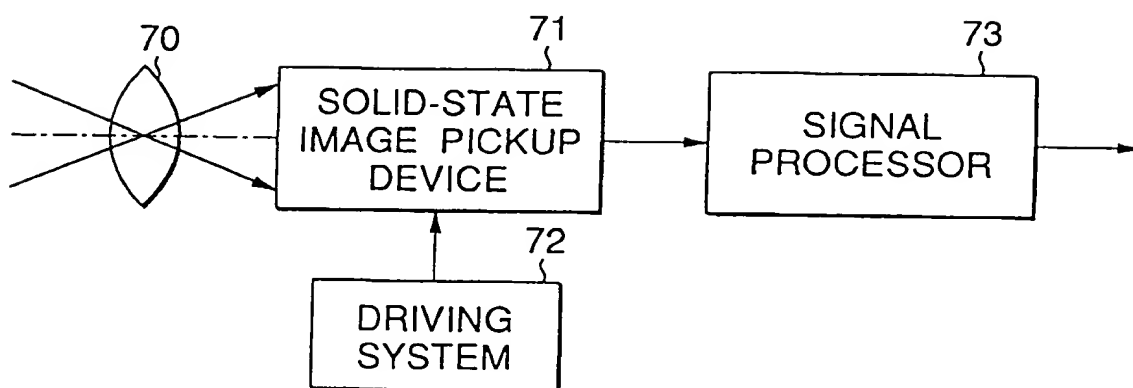 70
71
SOLID-STATE
IMAGE PICKUP
DEVICE
72
DRIVING
SYSTEM
73
SIGNAL
PROCESSOR